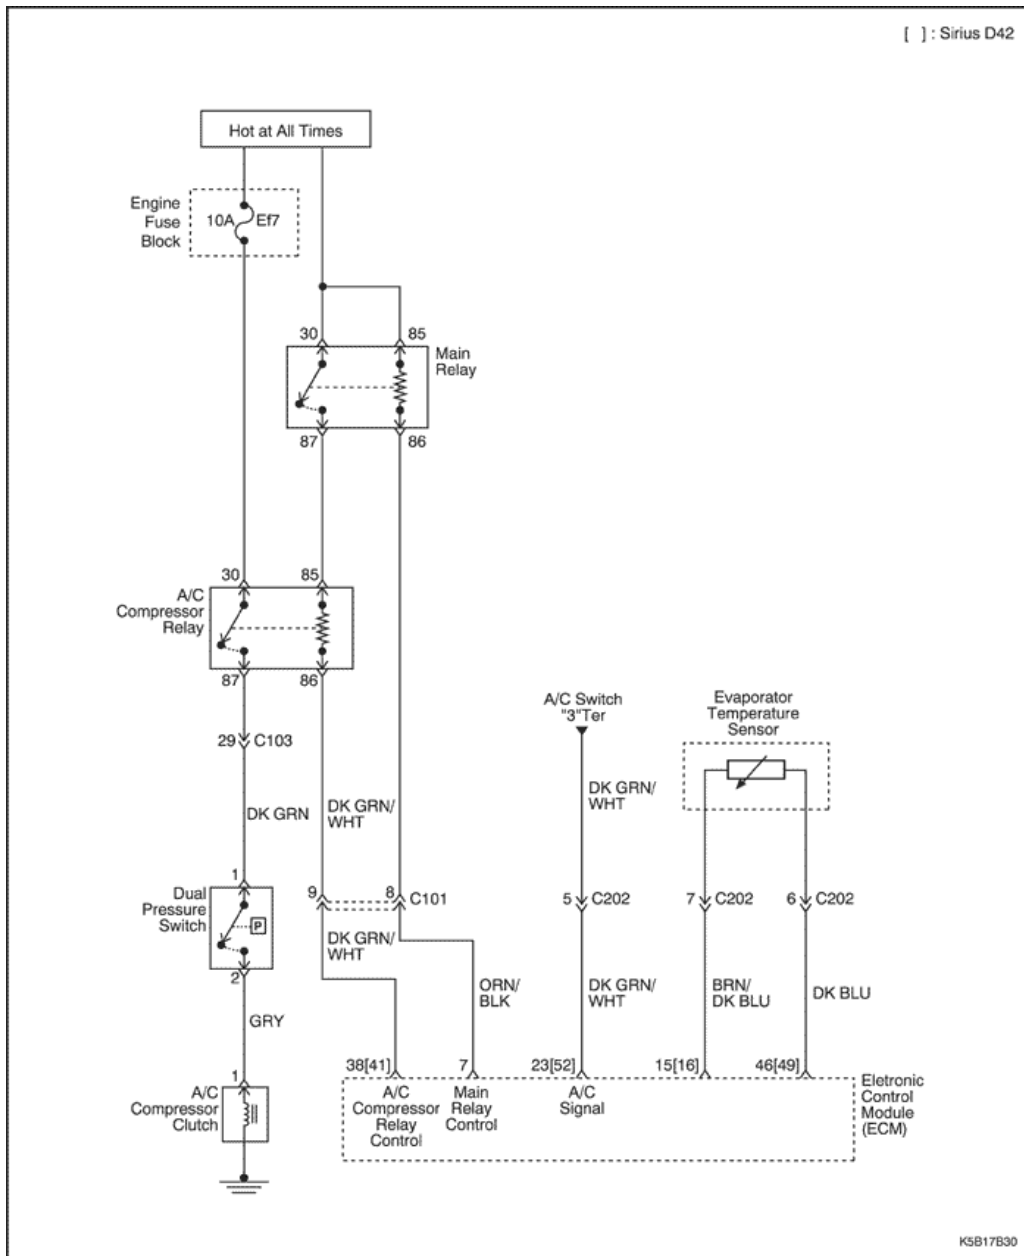 [ ] : Sirius D42
Hot at All Times
Engine
Fuse
Block
10A Ef7
30
85
Main
Relay
87
86
30
85
A/C
Compressor
Relay
87
86
29 C103
DK GRN
DK GRN/
WHT
A/C Switch
"3"Ter
DK GRN/
WHT
Evaporator
Temperature
Sensor
1
Dual
Pressure
Switch
P
2
9
8 C101
5 C202
7 C202
6 C202
DK GRN/
WHT
ORN/
BLK
DK GRN/
WHT
BRN/
DK BLU
DK BLU
GRY
1
A/C
Compressor
Clutch
38[41]
7
23[52]
15[16]
46[49]
A/C
Compressor
Relay
Control
Main
Relay
Control
A/C
Signal
Eletronic
Control
Module
(ECM)
K5B17B30